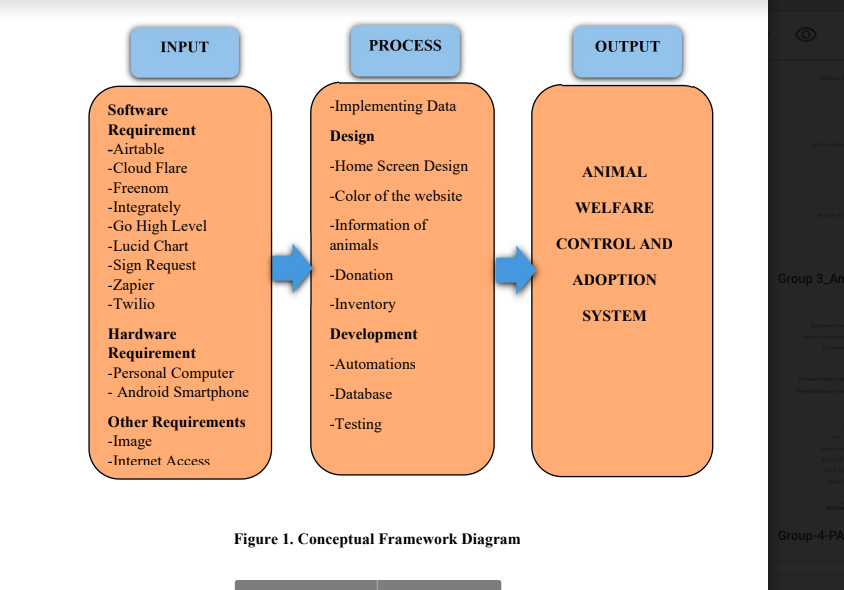 INPUT
Software
Requirement
-Airtable
-Cloud Flare
-Freenom
-Integrately
-Go High Level
-Lucid Chart
-Sign Request
-Zapier
-Twilio
Hardware
Requirement
-Personal Computer
- Android Smartphone
Other Requirements
-Image
-Internet Access
PROCESS
-Implementing Data
Design
-Home Screen Design
-Color of the website
-Information of
animals
-Donation
-Inventory
Development
-Automations
-Database
-Testing
OUTPUT
ANIMAL
WELFARE
CONTROL AND
ADOPTION
SYSTEM
Figure 1. Conceptual Framework Diagram
Group 3_An
Group-4-PA